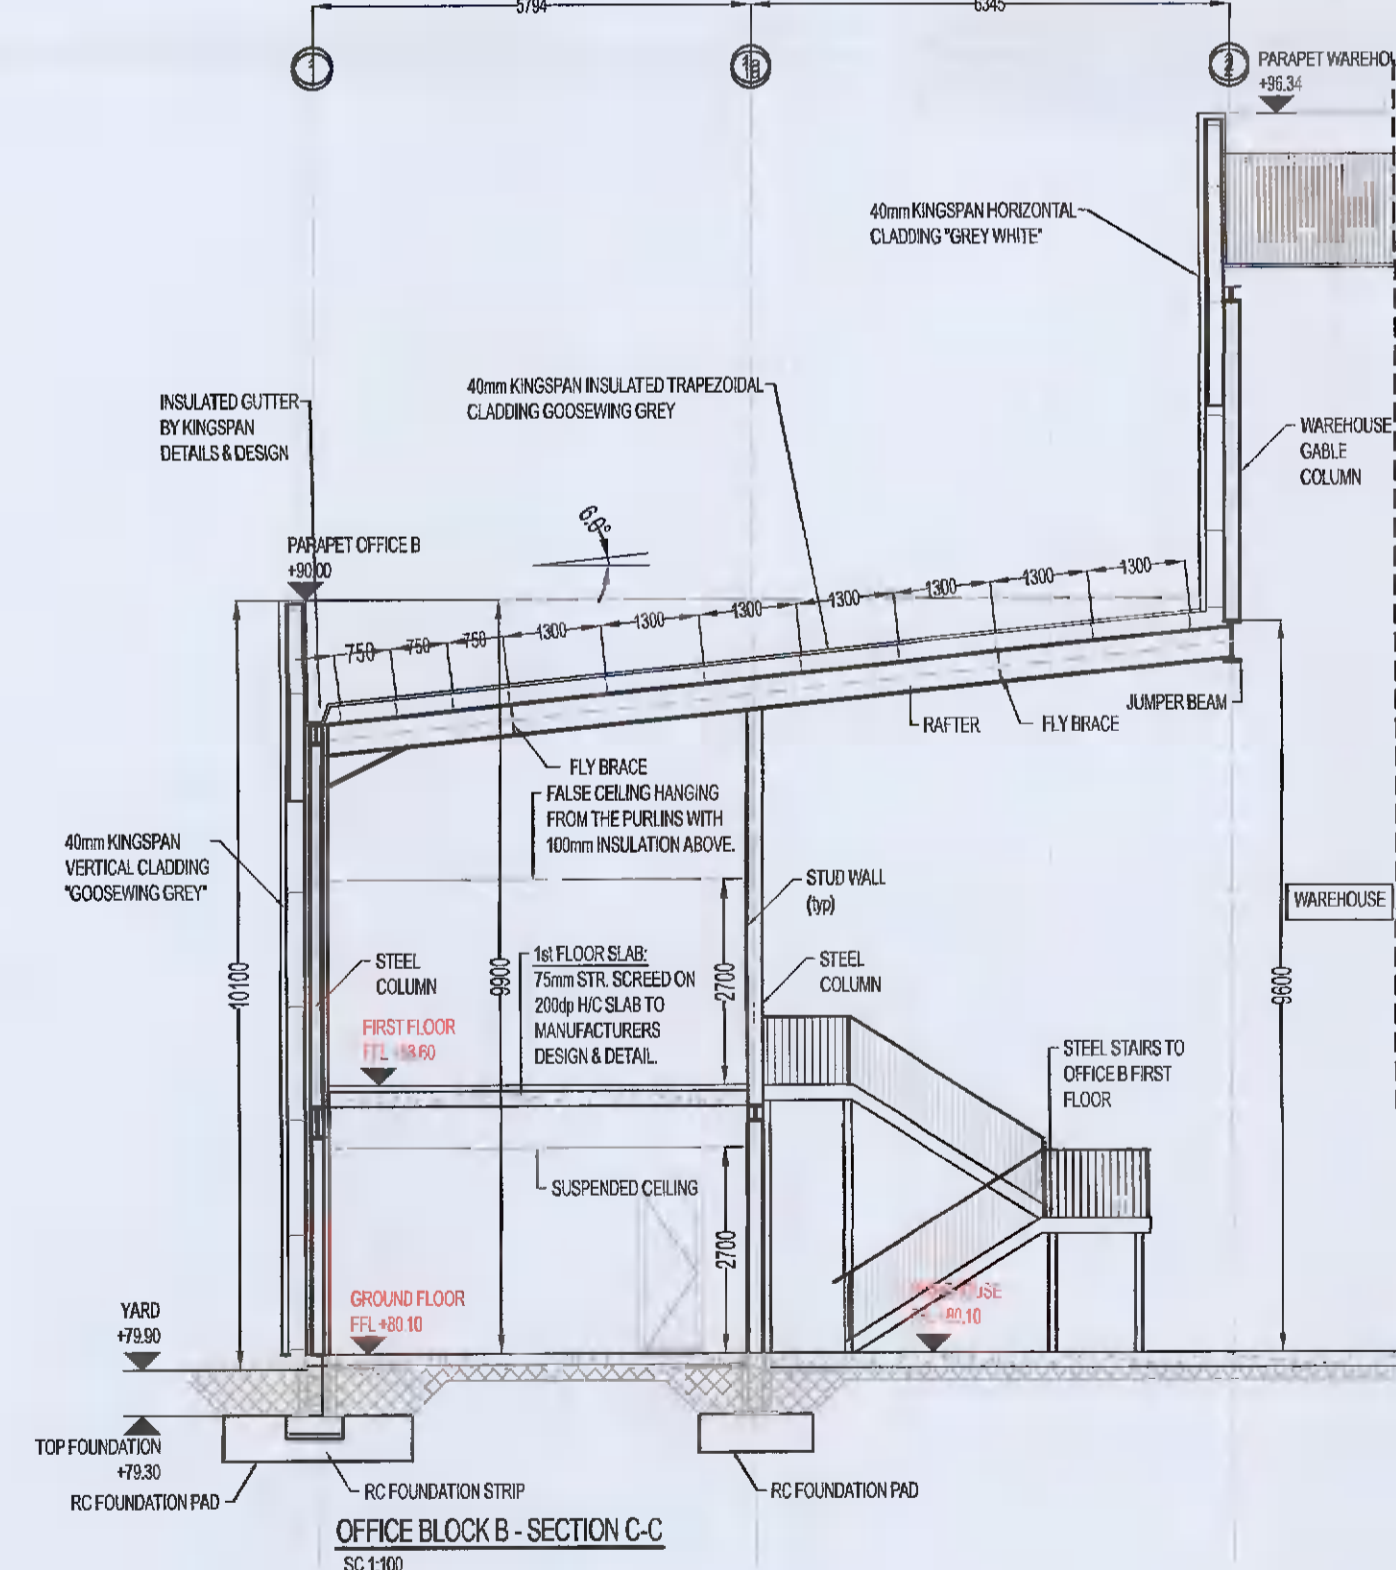 5794
6345
1
2
PARAPET WAREHOU
+96.34
40mm KINGSPAN HORIZONTAL
CLADDING "GREY WHITE"
40mm KINGSPAN INSULATED TRAPEZOIDAL
CLADDING GOOSEWING GREY
INSULATED GUTTER
BY KINGSPAN
DETAILS & DESIGN
WAREHOUSE
GABLE
COLUMN
6.0°
PARAPET OFFICE B
+90.00
750
750
750
1300
1300
1300
1300
1300
1300
1300
JUMPER BEAM
RAFTER
FLY BRACE
FLY BRACE
FALSE CEILING HANGING
FROM THE PURLINS WITH
100mm INSULATION ABOVE.
40mm KINGSPAN
VERTICAL CLADDING
"GOOSEWING GREY"
STUD WALL
(typ)
WAREHOUSE
10100
STEEL
COLUMN
9900
1st FLOOR SLAB:
75mm STR. SCREED ON
200dp H/C SLAB TO
MANUFACTURERS
DESIGN & DETAIL.
2700
STEEL
COLUMN
9600
FIRST FLOOR
FFL
STEEL STAIRS TO
OFFICE B FIRST
FLOOR
SUSPENDED CEILING
2700
GROUND FLOOR
FFL +80.10
80.10
YARD
+79.90
TOP FOUNDATION
+79.30
RC FOUNDATION PAD
RC FOUNDATION STRIP
RC FOUNDATION PAD
OFFICE BLOCK B - SECTION C-C
SC 1:100